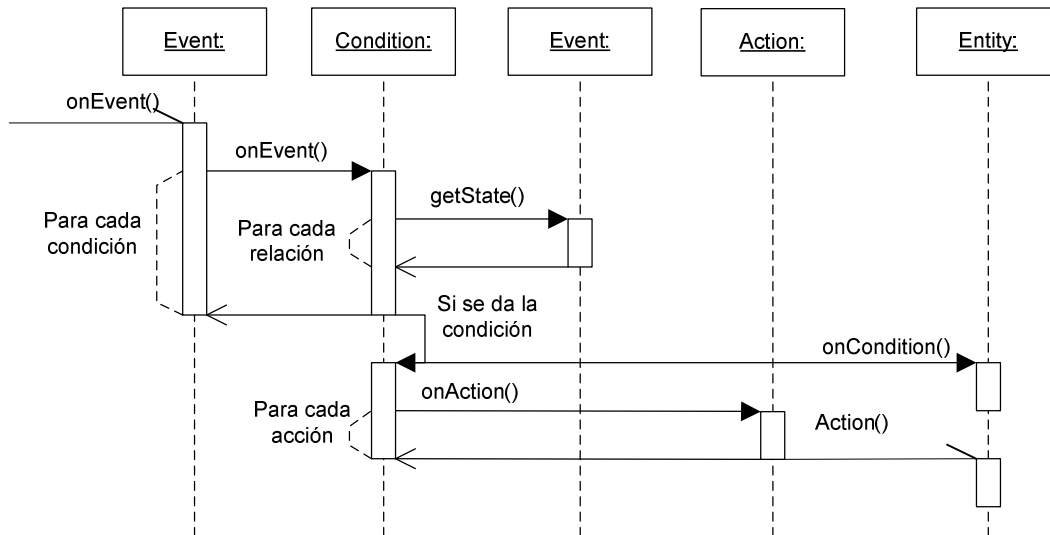 Event:
Condition:
Event:
Action:
Entity:
onEvent()
onEvent()
getState()
Para cada
condición
Para cada
relación
Si se da la
condición
onCondition()
onAction()
Para cada
acción
Action()